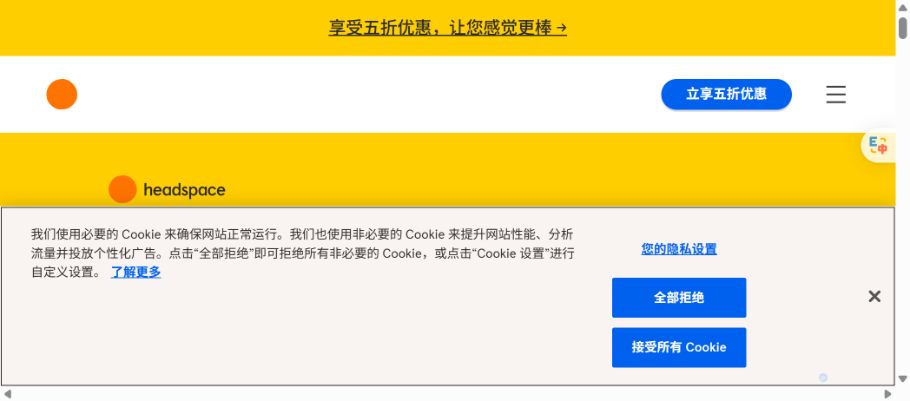 享受五折优惠，让您感觉更棒 →
立享五折优惠
headspace
我们使用必要的 Cookie 来确保网站正常运行。我们也使用非必要的 Cookie 来提升网站性能、分析
流量并投放个性化广告。点击“全部拒绝”即可拒绝所有非必要的 Cookie，或点击“Cookie 设置”进行
自定义设置。 了解更多
您的隐私设置
全部拒绝
接受所有 Cookie
E中